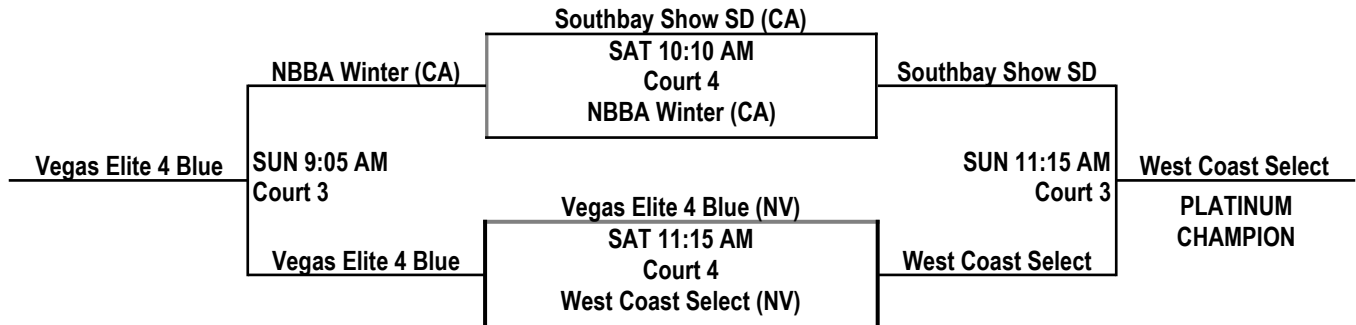 Southbay Show SD (CA)
SAT 10:10 AM
Court 4
NBBA Winter (CA)
NBBA Winter (CA)
Southbay Show SD
Vegas Elite 4 Blue
SUN 9:05 AM
Court 3
SUN 11:15 AM
Court 3
West Coast Select
PLATINUM
CHAMPION
Vegas Elite 4 Blue (NV)
SAT 11:15 AM
Court 4
West Coast Select (NV)
Vegas Elite 4 Blue
West Coast Select